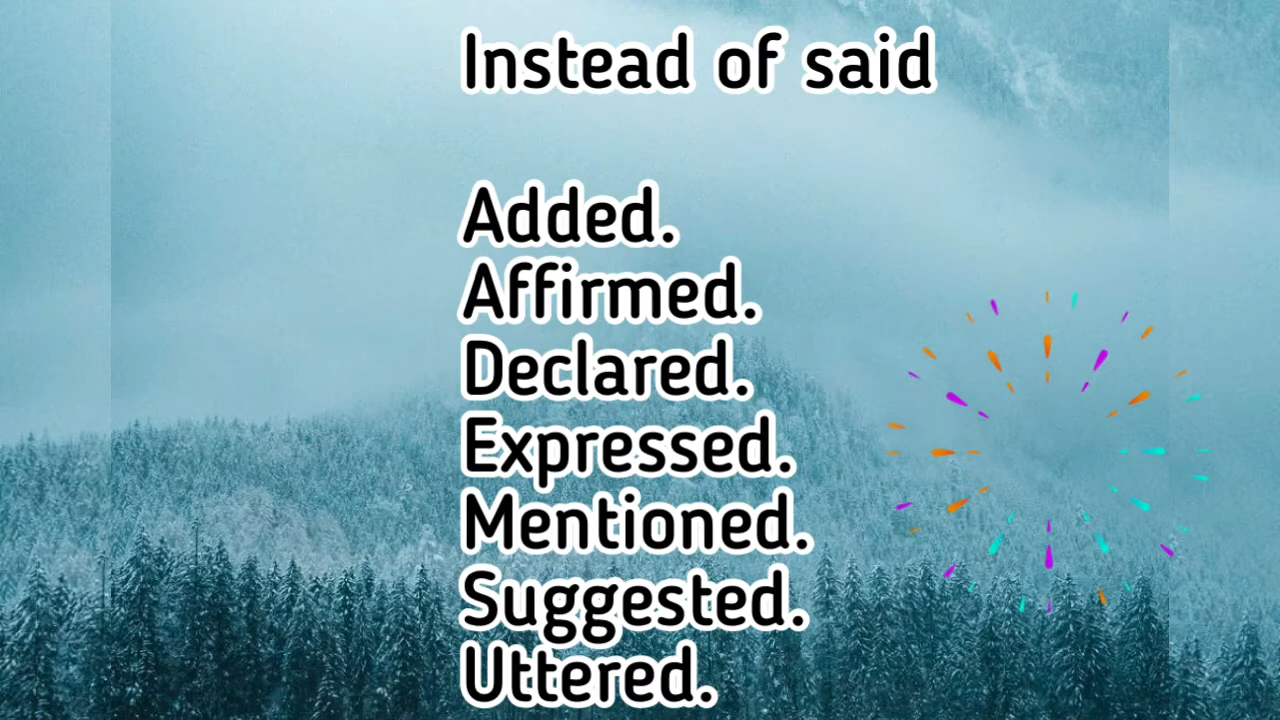 Instead of said
Added.
Affirmed.
Declared.
Expressed.
Mentioned.
Suggested.
Uttered.